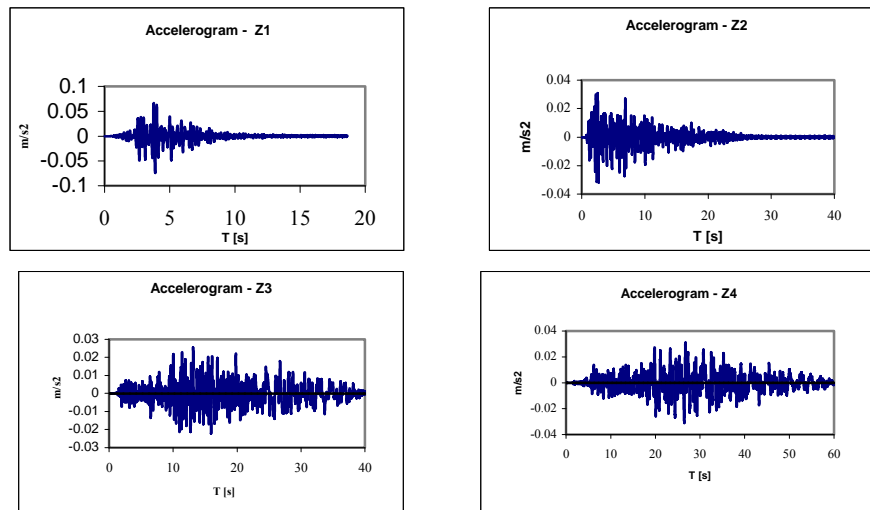 Accelerogram -  Z1
0.1
0.05
0
-0.05
-0.1
m/s2
0 5 10 15 20
T [s]
Accelerogram - Z2
0.04
0.02
0
-0.02
-0.04
m/s2
0 10 20 30 40
T [s]
Accelerogram - Z3
0.03
0.02
0.01
0
-0.01
-0.02
-0.03
m/s2
0 10 20 30 40
T [s]
Accelerogram - Z4
0.04
0.02
0
-0.02
-0.04
m/s2
0 10 20 30 40 50 60
T [s]